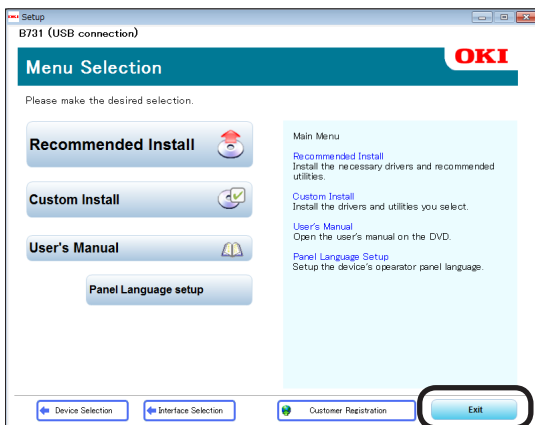 OKI Setup
B731 (USB connection)
Menu Selection
OKI
Please make the desired selection.
Recommended Install
Custom Install
User's Manual
Panel Language setup
Main Menu
Recommended Install
Install the necessary drivers and recommended
utilities.
Custom Install
Install the drivers and utilities you select.
User's Manual
Open the user's manual on the DVD.
Panel Language Setup
Setup the device's opearator panel language.
Device Selection
Interface Selection
Customer Registration
Exit